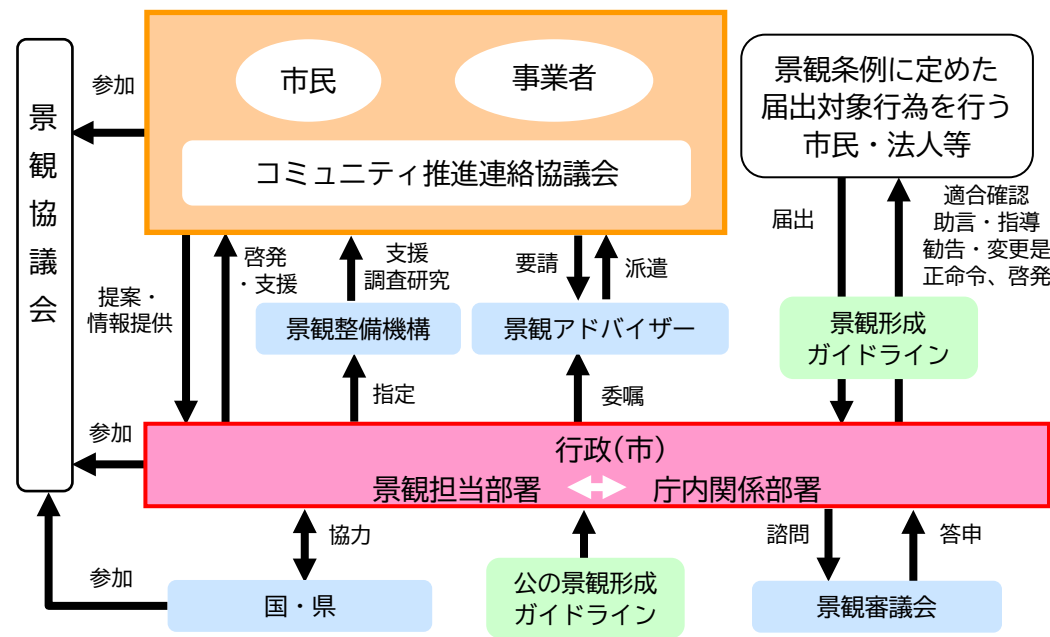 景観協議会
参加
市民
事業者
コミュニティ推進連絡協議会
景観条例に定めた
届出対象行為を行う
市民・法人等
提案・
情報提供
啓発
・支援
支援
調査研究
要請
派遣
届出
適合確認
助言・指導
勧告・変更是
正命令、啓発
景観整備機構
景観アドバイザー
景観形成
ガイドライン
指定
委嘱
参加
行政(市)
景観担当部署
庁内関係部署
協力
諮問
答申
参加
国・県
公の景観形成
ガイドライン
景観審議会